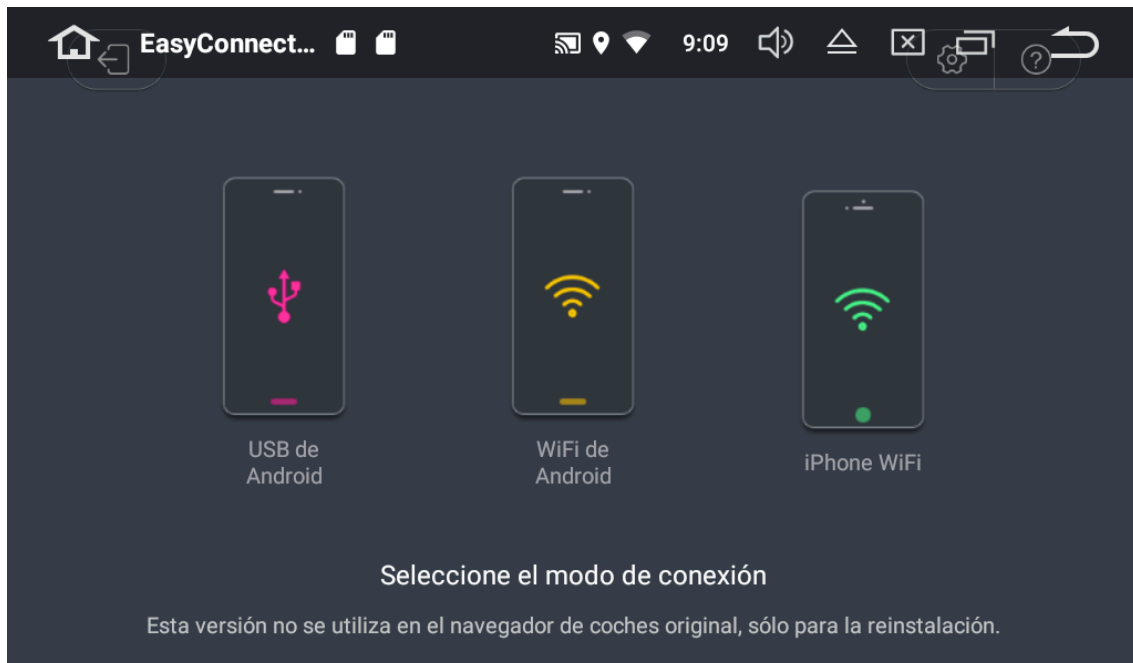 EasyConnect...
9:09
USB de
Android
WiFi de
Android
iPhone WiFi
Seleccione el modo de conexión
Esta versión no se utiliza en el navegador de coches original, sólo para la reinstalación.